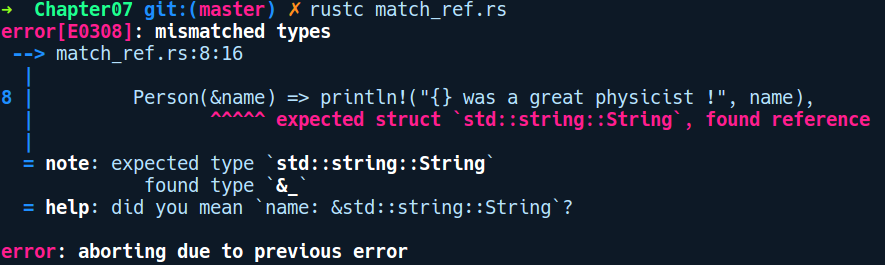 ➜  Chapter07 git:(master) ✗ rustc match_ref.rs
error[E0308]: mismatched types
 --> match_ref.rs:8:16
  |
8 |         Person(&name) => println!("{} was a great physicist !", name),
  |                ^^^^^ expected struct `std::string::String`, found reference
  |
  = note: expected type `std::string::String`
             found type `&_`
  = help: did you mean `name: &std::string::String`?
error: aborting due to previous error